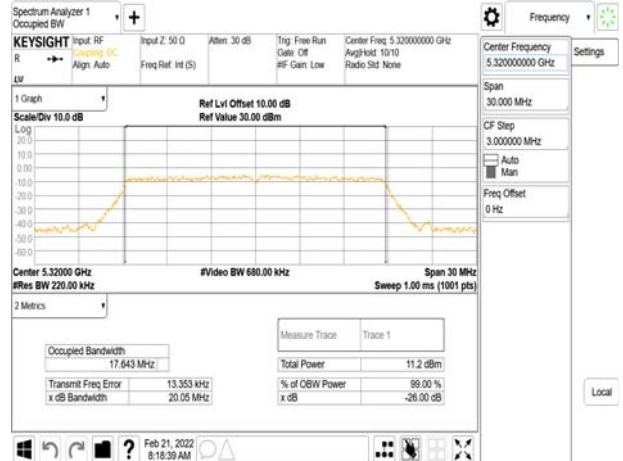 Spectrum Analyzer 1
Occupied BW
+
Frequency
KEYSIGHT
R
Input: RF
Coupling: DC
Align: Auto
Input Z: 50 Ω
Freq Ref: Int (S)
Atten: 30 dB
Trig: Free Run
Gate: Off
#IF Gain: Low
Center Freq: 5.320000000 GHz
Avg|Hold: 10/10
Radio Std: None
Center Frequency
5.320000000 GHz
Settings
Span
30.000 MHz
CF Step
3.000000 MHz
Auto
Man
Freq Offset
0 Hz
Local
1 Graph
Scale/Div 10.0 dB
Ref Lvl Offset 10.00 dB
Ref Value 30.00 dBm
Log
20.0
10.0
0.00
-10.0
-20.0
-30.0
-40.0
-50.0
-60.0
Center 5.32000 GHz
#Res BW 220.00 kHz
#Video BW 680.00 kHz
Span 30 MHz
Sweep 1.00 ms (1001 pts)
2 Metrics
Measure Trace
Trace 1
Occupied Bandwidth
17.643 MHz
Total Power
11.2 dBm
Transmit Freq Error
13.353 kHz
% of OBW Power
99.00 %
x dB Bandwidth
20.05 MHz
x dB
-26.00 dB
?
Feb 21, 2022
8:18:39 AM